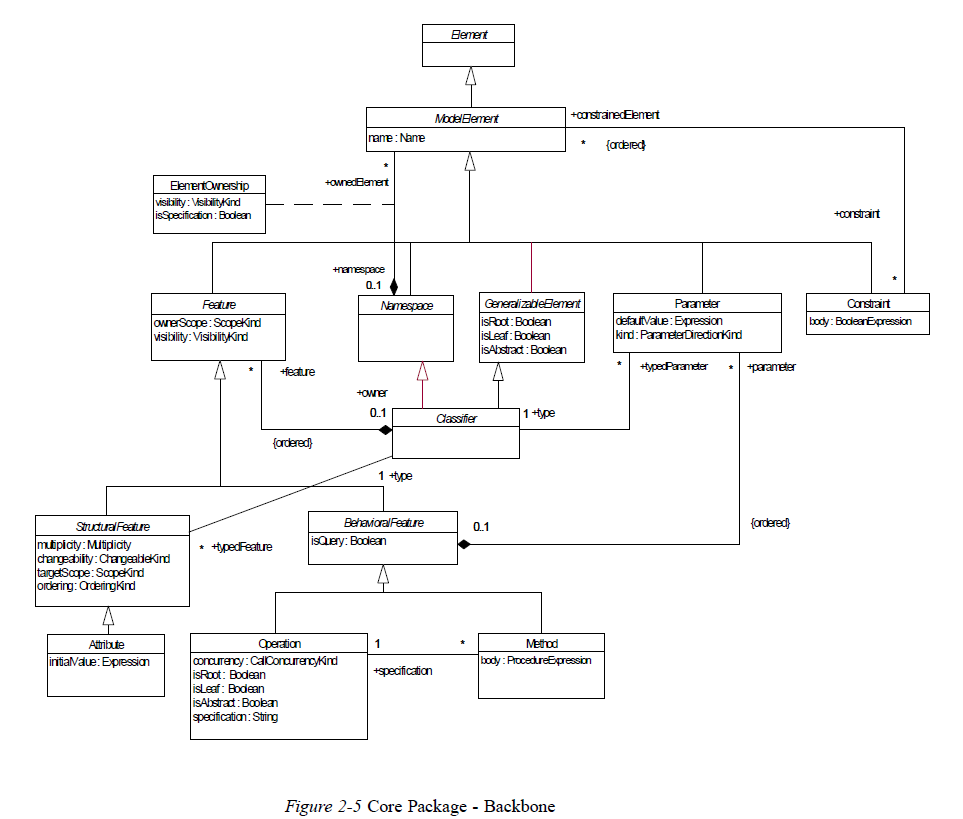 Element
ModelElement
name : Name
+constrainedElement
*
{ordered}
*
+ownedElement
ElementOwnership
visibility : VisibilityKind
isSpecification : Boolean
+constraint
*
+namespace
0..1
Feature
ownerScope : ScopeKind
visibility : VisibilityKind
Namespace
GeneralizableElement
isRoot : Boolean
isLeaf : Boolean
isAbstract : Boolean
Parameter
defaultValue : Expression
kind : ParameterDirectionKind
Constraint
body : BooleanExpression
*
+feature
+owner
0..1
{ordered}
Classifier
1 +type
*
+typedParameter
*
+parameter
1 +type
StructuralFeature
multiplicity : Multiplicity
changeability : ChangeableKind
targetScope : ScopeKind
ordering : OrderingKind
* +typedFeature
BehavioralFeature
isQuery : Boolean
0..1
{ordered}
Attribute
initialValue : Expression
Operation
concurrency : CallConcurrencyKind
isRoot : Boolean
isLeaf : Boolean
isAbstract : Boolean
specification : String
1
*
+specification
Method
body : ProcedureExpression
Figure 2-5 Core Package - Backbone